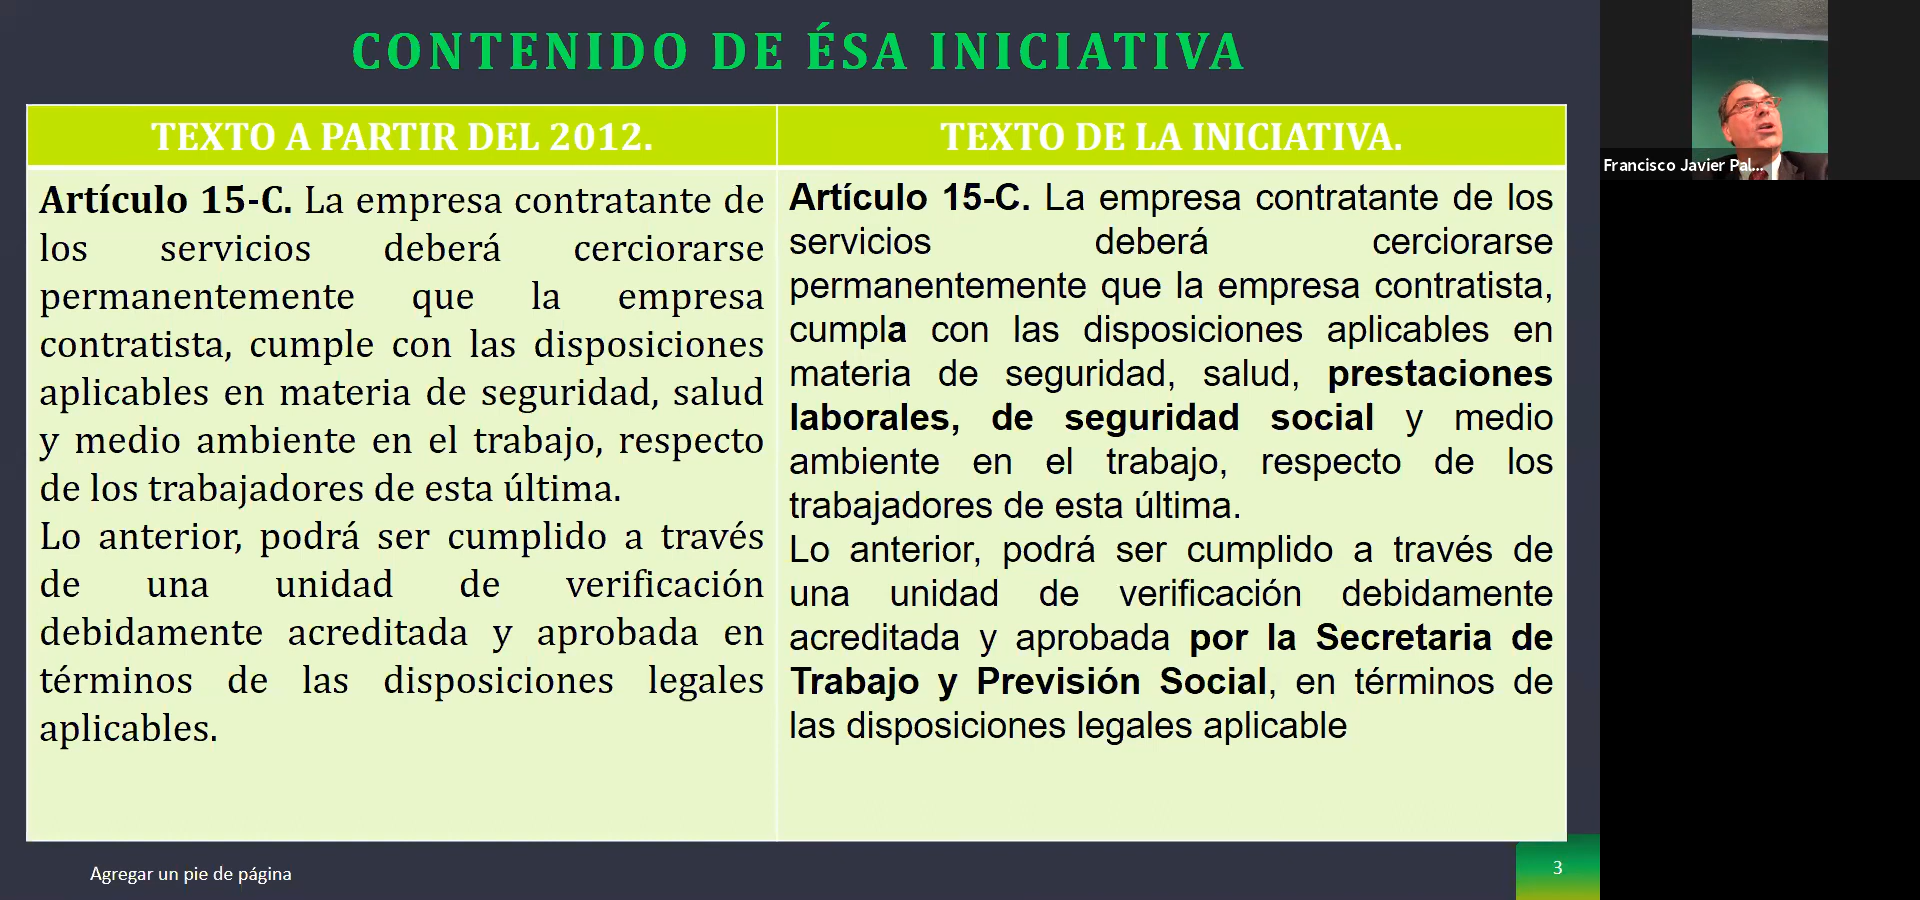 CONTENIDO DE ÉSA INICIATIVA
TEXTO A PARTIR DEL 2012.
Artículo 15-C. La empresa contratante de
los servicios deberá cerciorarse
permanentemente que la empresa
contratista, cumple con las disposiciones
aplicables en materia de seguridad, salud
y medio ambiente en el trabajo, respecto
de los trabajadores de esta última.
Lo anterior, podrá ser cumplido a través
de una unidad de verificación
debidamente acreditada y aprobada en
términos de las disposiciones legales
aplicables.
TEXTO DE LA INICIATIVA.
Artículo 15-C. La empresa contratante de los
servicios deberá cerciorarse
permanentemente que la empresa contratista,
cumpla con las disposiciones aplicables en
materia de seguridad, salud, prestaciones
laborales, de seguridad social y medio
ambiente en el trabajo, respecto de los
trabajadores de esta última.
Lo anterior, podrá ser cumplido a través de
una unidad de verificación debidamente
acreditada y aprobada por la Secretaria de
Trabajo y Previsión Social, en términos de
las disposiciones legales aplicable
Agregar un pie de página
3
Francisco Javier Pal...